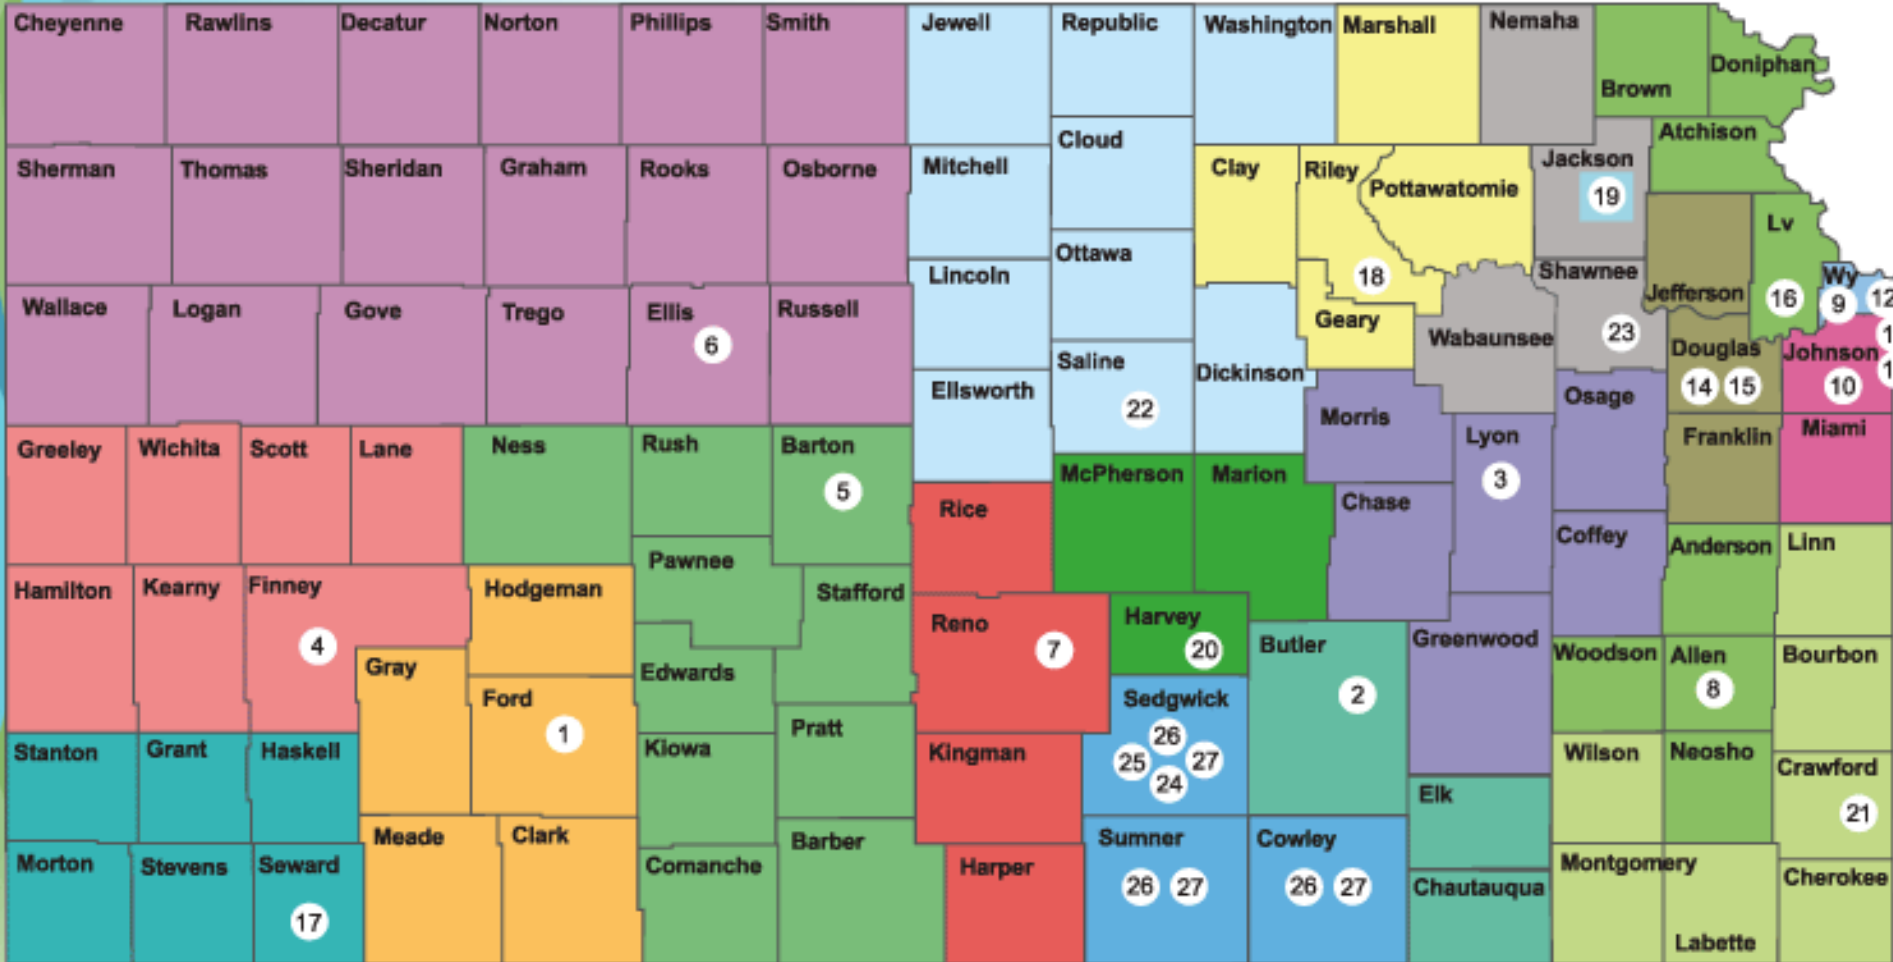 Cheyenne Rawlins Decatur Norton Phillips Smith Jewell Republic Washington Marshall Nemaha
Brown Doniphan
Cloud Atchison
Sherman Thomas Sheridan Graham Rooks Osborne Mitchell Clay Riley Pottawatomie Jackson
19
Lv
Ottawa
Wallace Logan Gove Trego Ellis Russell Lincoln Geary 18 Shawnee Jefferson 16 Wy 9 12
6 Wabaunsee 23 Douglas Johnson
Saline Dickinson 14 15 10
Ellsworth 22 Morris Osage
Greeley Wichita Scott Lane Ness Rush Barton Lyon Franklin Miami
5 McPherson Marion 3
Rice Chase
Pawnee Coffey Anderson Linn
Hamilton Kearny Finney Hodgeman Stafford
4 Reno 7 Harvey 20 Butler Greenwood
Gray Edwards Woodson Allen Bourbon
Ford Sedgwick 2 8
1 Pratt 26
25 27
24
Stanton Grant Haskell Kiowa Kingman Wilson Neosho Crawford
Elk 21
Meade Clark Barber Sumner Cowley
Morton Stevens Seward Comanche Harper Montgomery Cherokee
17 26 27 26 27 Chautauqua
Labette